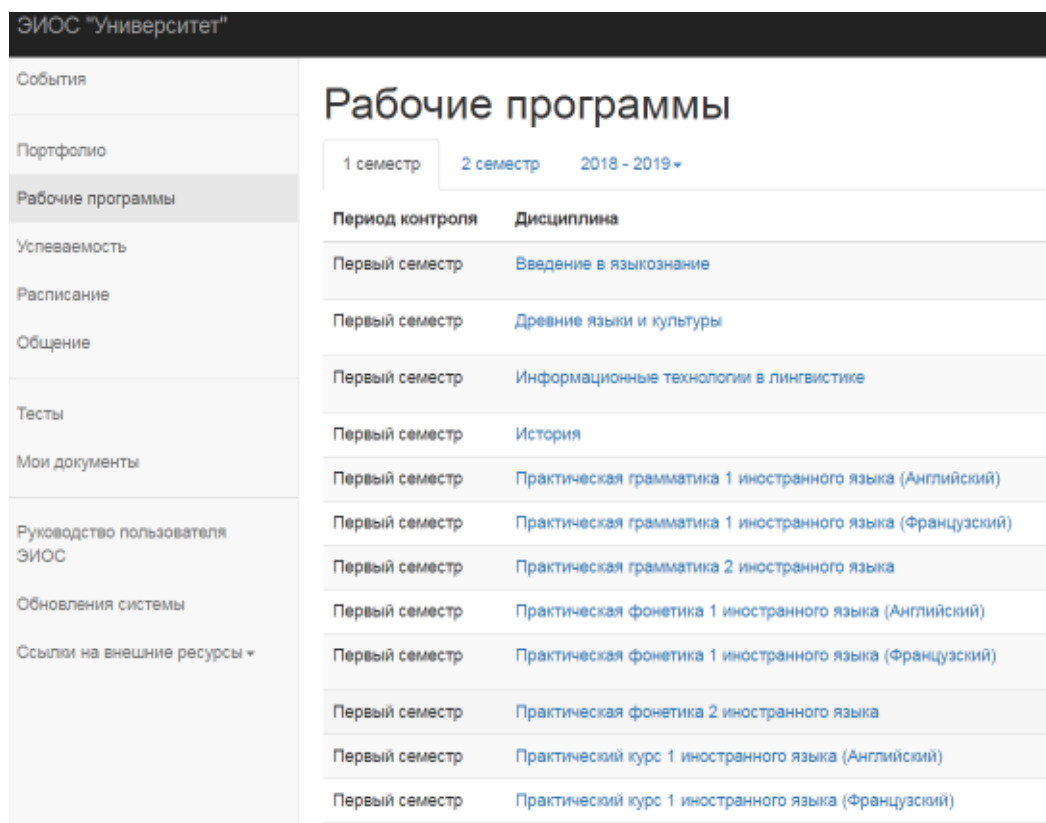 ЭИОС "Университет"
События
Портфолио
Рабочие программы
Успеваемость
Расписание
Общение
Тесты
Мои документы
Руководство пользователя
ЭИОС
Обновления системы
Ссылки на внешние ресурсы
Рабочие программы
1 семестр 2 семестр 2018 - 2019
Период контроля Дисциплина
Первый семестр Введение в языкознание
Первый семестр Древние языки и культуры
Первый семестр Информационные технологии в лингвистике
Первый семестр История
Первый семестр Практическая грамматика 1 иностранного языка (Английский)
Первый семестр Практическая грамматика 1 иностранного языка (Французский)
Первый семестр Практическая грамматика 2 иностранного языка
Первый семестр Практическая фонетика 1 иностранного языка (Английский)
Первый семестр Практическая фонетика 1 иностранного языка (Французский)
Первый семестр Практическая фонетика 2 иностранного языка
Первый семестр Практический курс 1 иностранного языка (Английский)
Первый семестр Практический курс 1 иностранного языка (Французский)